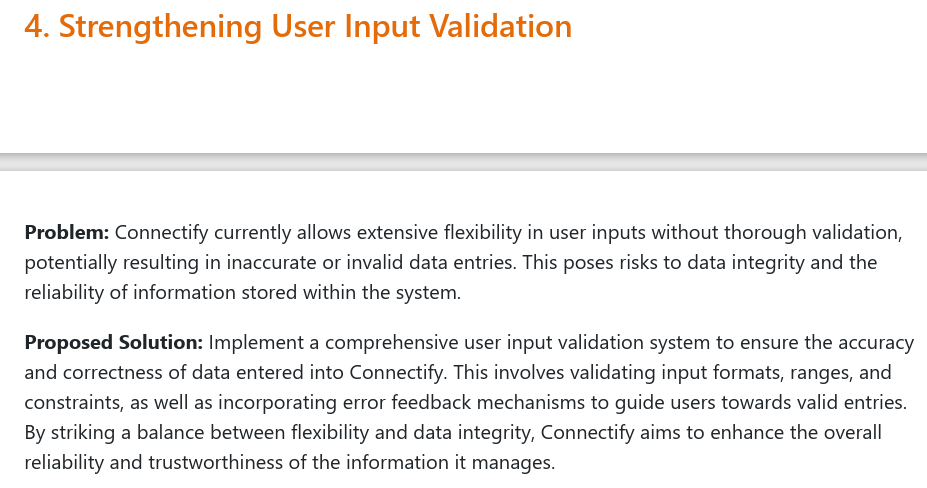 4. Strengthening User Input Validation
Problem: Connectify currently allows extensive flexibility in user inputs without thorough validation,
potentially resulting in inaccurate or invalid data entries. This poses risks to data integrity and the
reliability of information stored within the system.
Proposed Solution: Implement a comprehensive user input validation system to ensure the accuracy
and correctness of data entered into Connectify. This involves validating input formats, ranges, and
constraints, as well as incorporating error feedback mechanisms to guide users towards valid entries.
By striking a balance between flexibility and data integrity, Connectify aims to enhance the overall
reliability and trustworthiness of the information it manages.